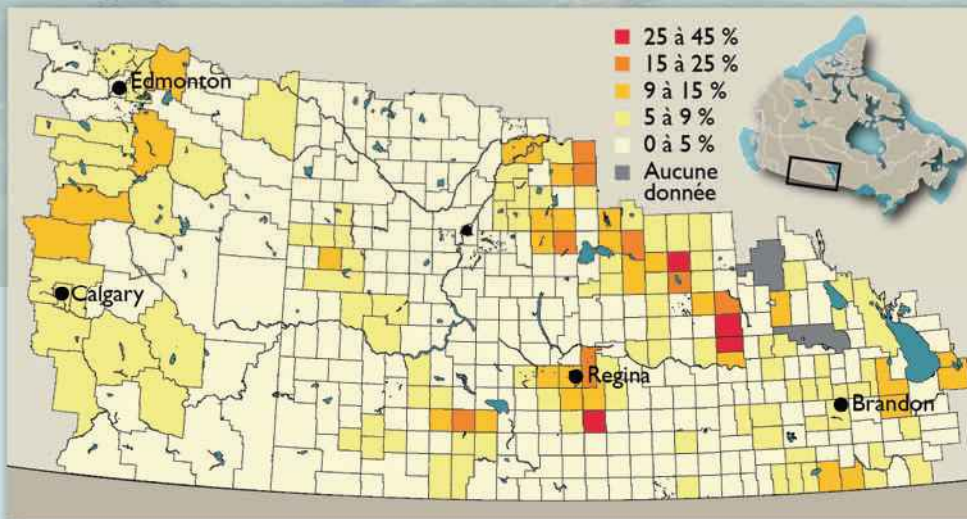 25 à 45 %
15 à 25 %
9 à 15 %
5 à 9 %
0 à 5 %
Aucune
donnée
Edmonton
Calgary
Regina
Brandon